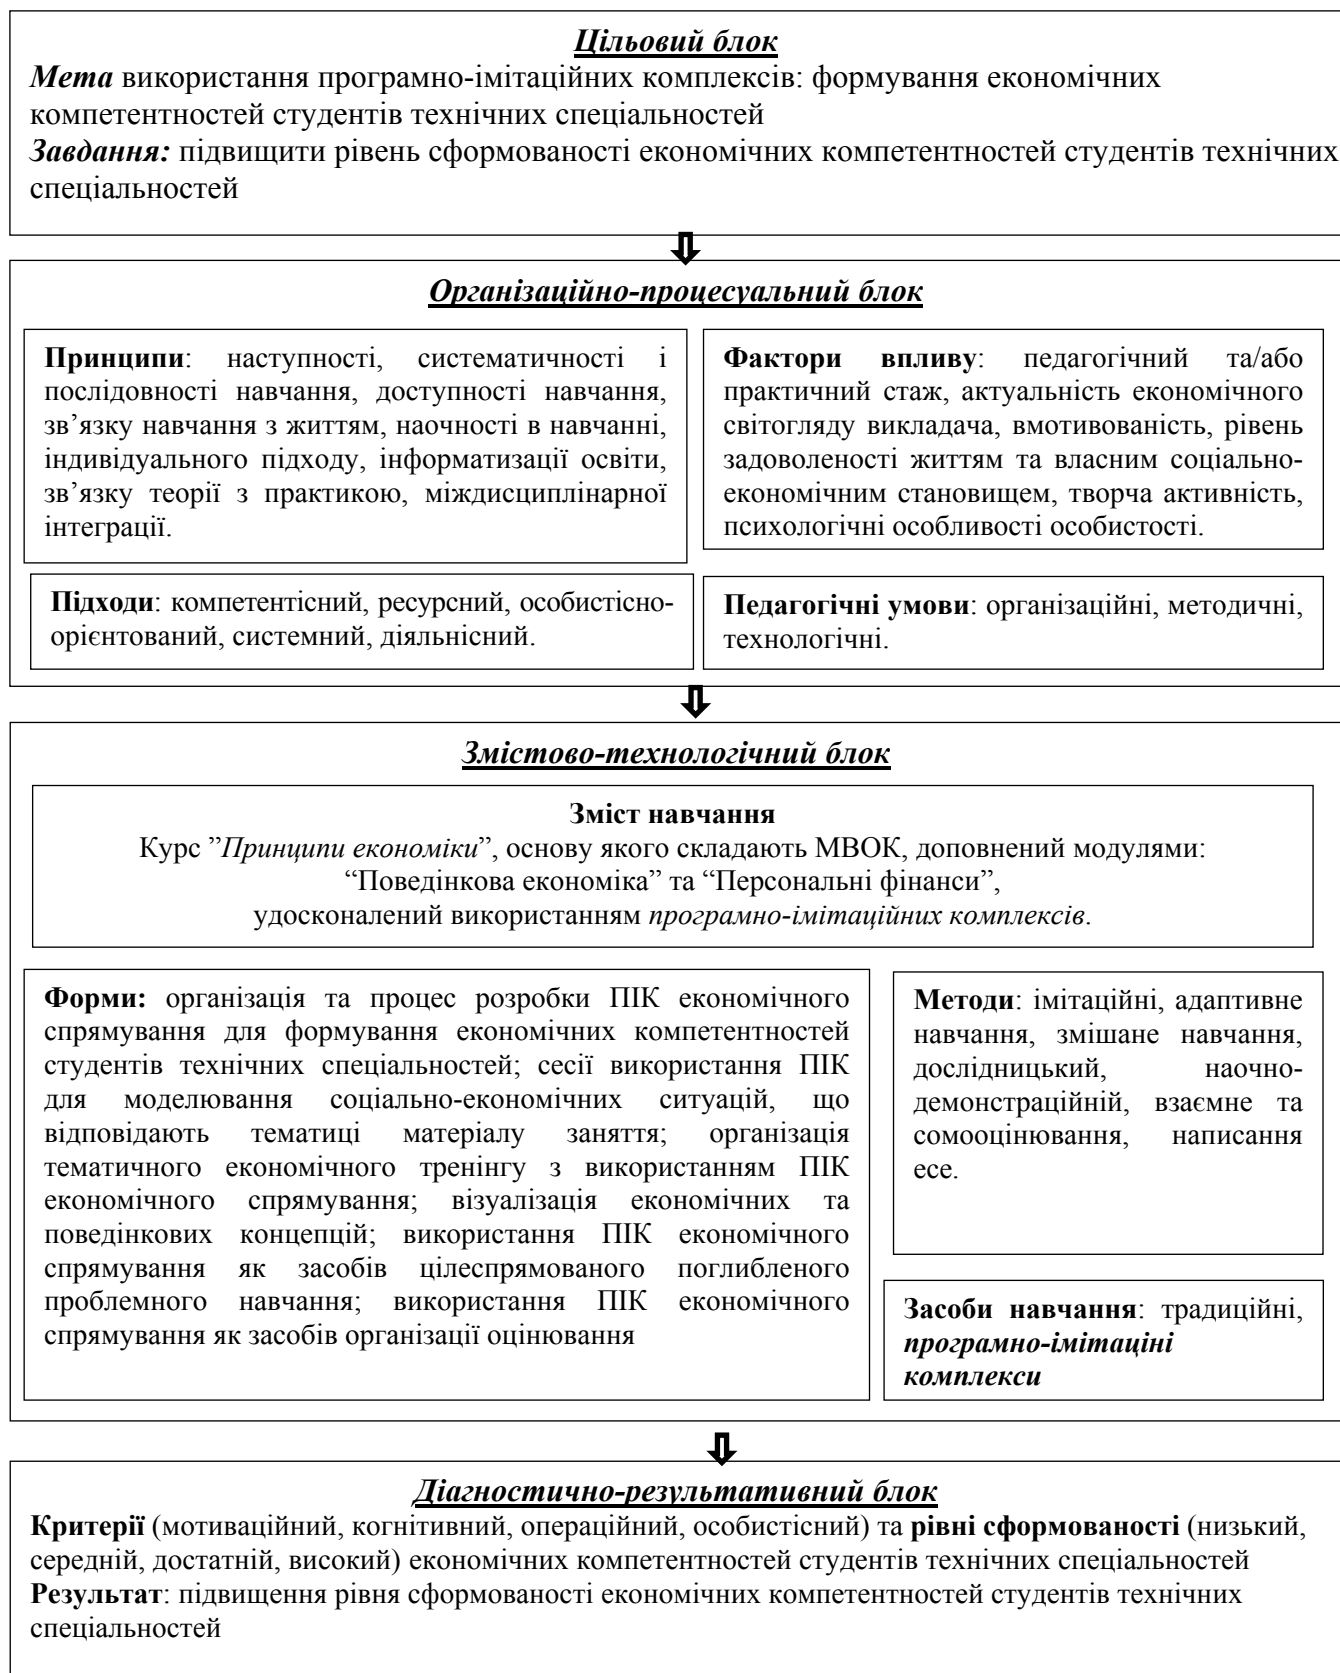 Цільовий блок
Мета використання програмно-імітаційних комплексів: формування економічних
компетентностей студентів технічних спеціальностей
Завдання: підвищити рівень сформованості економічних компетентностей студентів технічних
спеціальностей
Організаційно-процесуальний блок
Принципи: наступності, систематичності і
послідовності навчання, доступності навчання,
зв’язку навчання з життям, наочності в навчанні,
індивідуального підходу, інформатизації освіти,
зв’язку теорії з практикою, міждисциплінарної
інтеграції.
Фактори впливу: педагогічний та/або
практичний стаж, актуальність економічного
світогляду викладача, вмотивованість, рівень
задоволеності життям та власним соціально-
економічним становищем, творча активність,
психологічні особливості особистості.
Підходи: компетентісний, ресурсний, особистісно-
орієнтований, системний, діяльнісний.
Педагогічні умови: організаційні, методичні,
технологічні.
Змістово-технологічний блок
Зміст навчання
Курс ”Принципи економіки”, основу якого складають МВОК, доповнений модулями:
“Поведінкова економіка” та “Персональні фінанси”,
удосконалений використанням програмно-імітаційних комплексів.
Форми: організація та процес розробки ПІК економічного
спрямування для формування економічних компетентностей
студентів технічних спеціальностей; сесії використання ПІК
для моделювання соціально-економічних ситуацій, що
відповідають тематиці матеріалу заняття; організація
тематичного економічного тренінгу з використанням ПІК
економічного спрямування; візуалізація економічних та
поведінкових концепцій; використання ПІК економічного
спрямування як засобів цілеспрямованого поглибленого
проблемного навчання; використання ПІК економічного
спрямування як засобів організації оцінювання
Методи: імітаційні, адаптивне
навчання, змішане навчання,
дослідницький, наочно-
демонстраційній, взаємне та
сомооцінювання, написання
есе.
Засоби навчання: традиційні,
програмно-імітаціні
комплекси
Діагностично-результативний блок
Критерії (мотиваційний, когнітивний, операційний, особистісний) та рівні сформованості (низький,
середній, достатній, високий) економічних компетентностей студентів технічних спеціальностей
Результат: підвищення рівня сформованості економічних компетентностей студентів технічних
спеціальностей